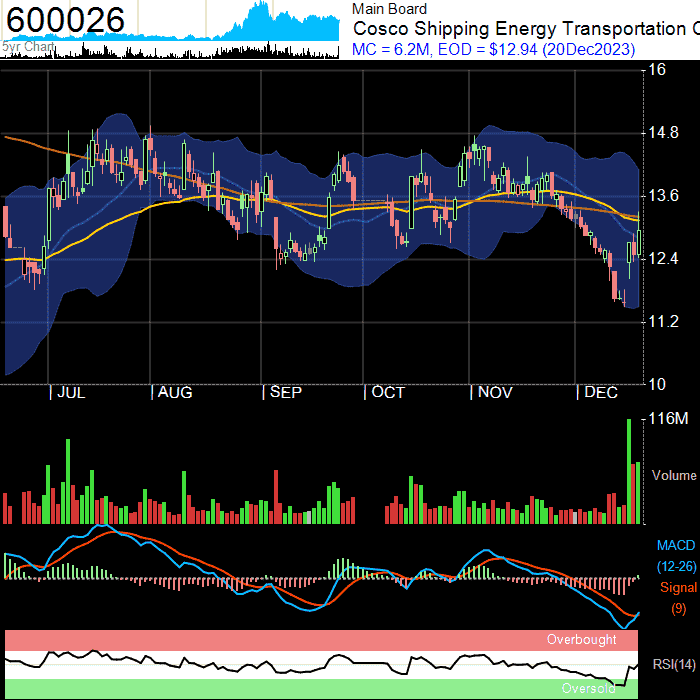 600026
5yr Chart
Main Board
Cosco Shipping Energy Transportation C
MC = 6.2M, EOD = $12.94 (20Dec2023)
16
14.8
13.6
12.4
11.2
10
| JUL | AUG | SEP | OCT | NOV | DEC
116M
Volume
MACD
(12-26)
Signal
(9)
Overbought
RSI(14)
Oversold